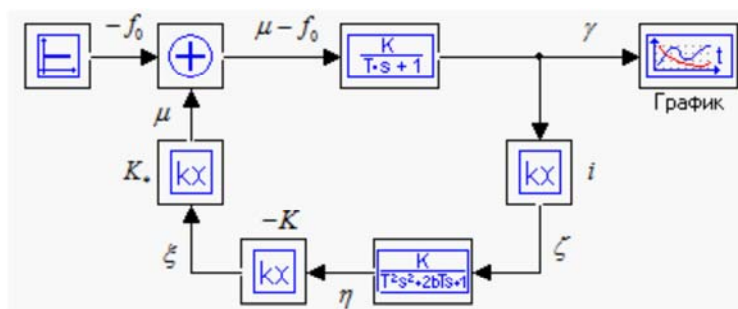 −f₀
μ − f₀
γ
K
T·s + 1
t
График
μ
K*
kx
kx
i
−K
kx
K
T²s²+2bTs+1
ξ
η
ζ